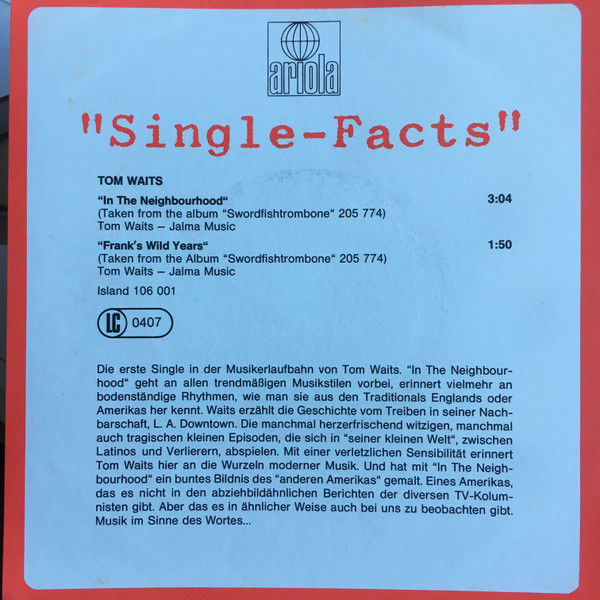 ariola
"Single-Facts"
TOM WAITS
“In The Neighbourhood“ 3:04
(Taken from the album “Swordfishtrombone“ 205 774)
Tom Waits – Jalma Music
“Frank's Wild Years“ 1:50
(Taken from the Album “Swordfishtrombone“ 205 774)
Tom Waits – Jalma Music
Island 106 001
LC 0407
Die erste Single in der Musikerlaufbahn von Tom Waits. “In The Neighbour-
hood“ geht an allen trendmäßigen Musikstilen vorbei, erinnert vielmehr an
bodenständige Rhythmen, wie man sie aus den Traditionals Englands oder
Amerikas her kennt. Waits erzählt die Geschichte vom Treiben in seiner Nach-
barschaft, L. A. Downtown. Die manchmal herzerfrischend witzigen, manchmal
auch tragischen kleinen Episoden, die sich in “seiner kleinen Welt“, zwischen
Latinos und Verlierern, abspielen. Mit einer verletzlichen Sensibilität erinnert
Tom Waits hier an die Wurzeln moderner Musik. Und hat mit “In The Neigh-
bourhood“ ein buntes Bildnis des “anderen Amerikas“ gemalt. Eines Amerikas,
das es nicht in den abziehbildähnlichen Berichten der diversen TV-Kolum-
nisten gibt. Aber das es in ähnlicher Weise auch bei uns zu beobachten gibt.
Musik im Sinne des Wortes...